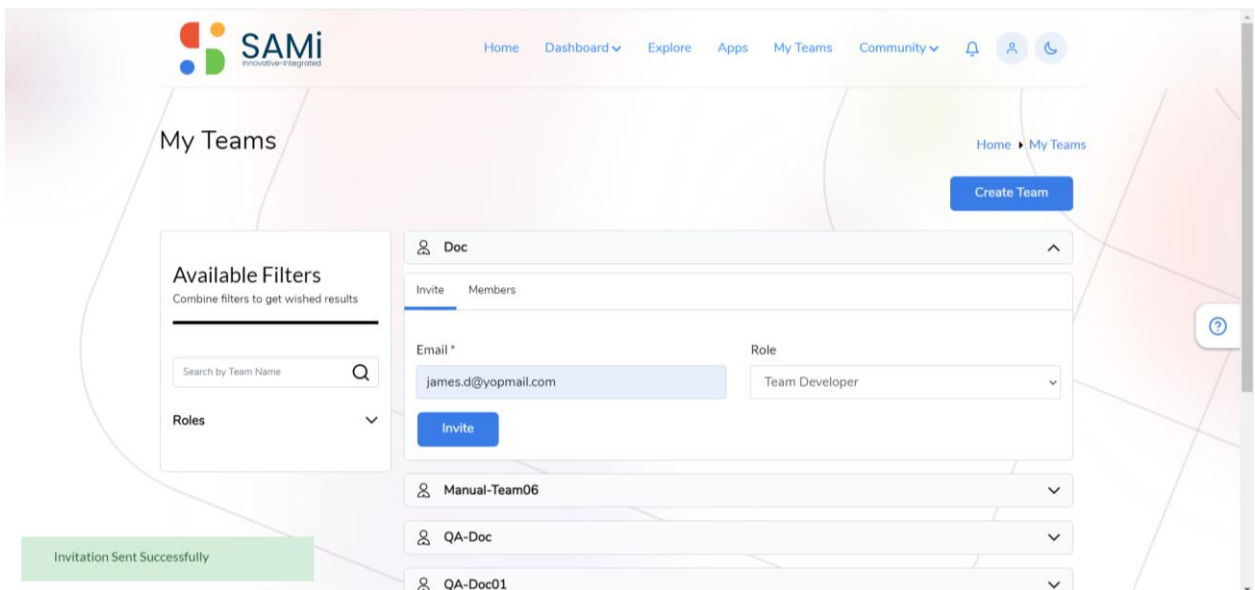 SAMi
Innovative-Integrated
Home Dashboard Explore Apps My Teams Community
My Teams
Home My Teams
Create Team
Available Filters
Combine filters to get wished results
Search by Team Name
Roles
Doc
Invite Members
Email * Role
james.d@yopmail.com Team Developer
Invite
Manual-Team06
QA-Doc
QA-Doc01
Invitation Sent Successfully